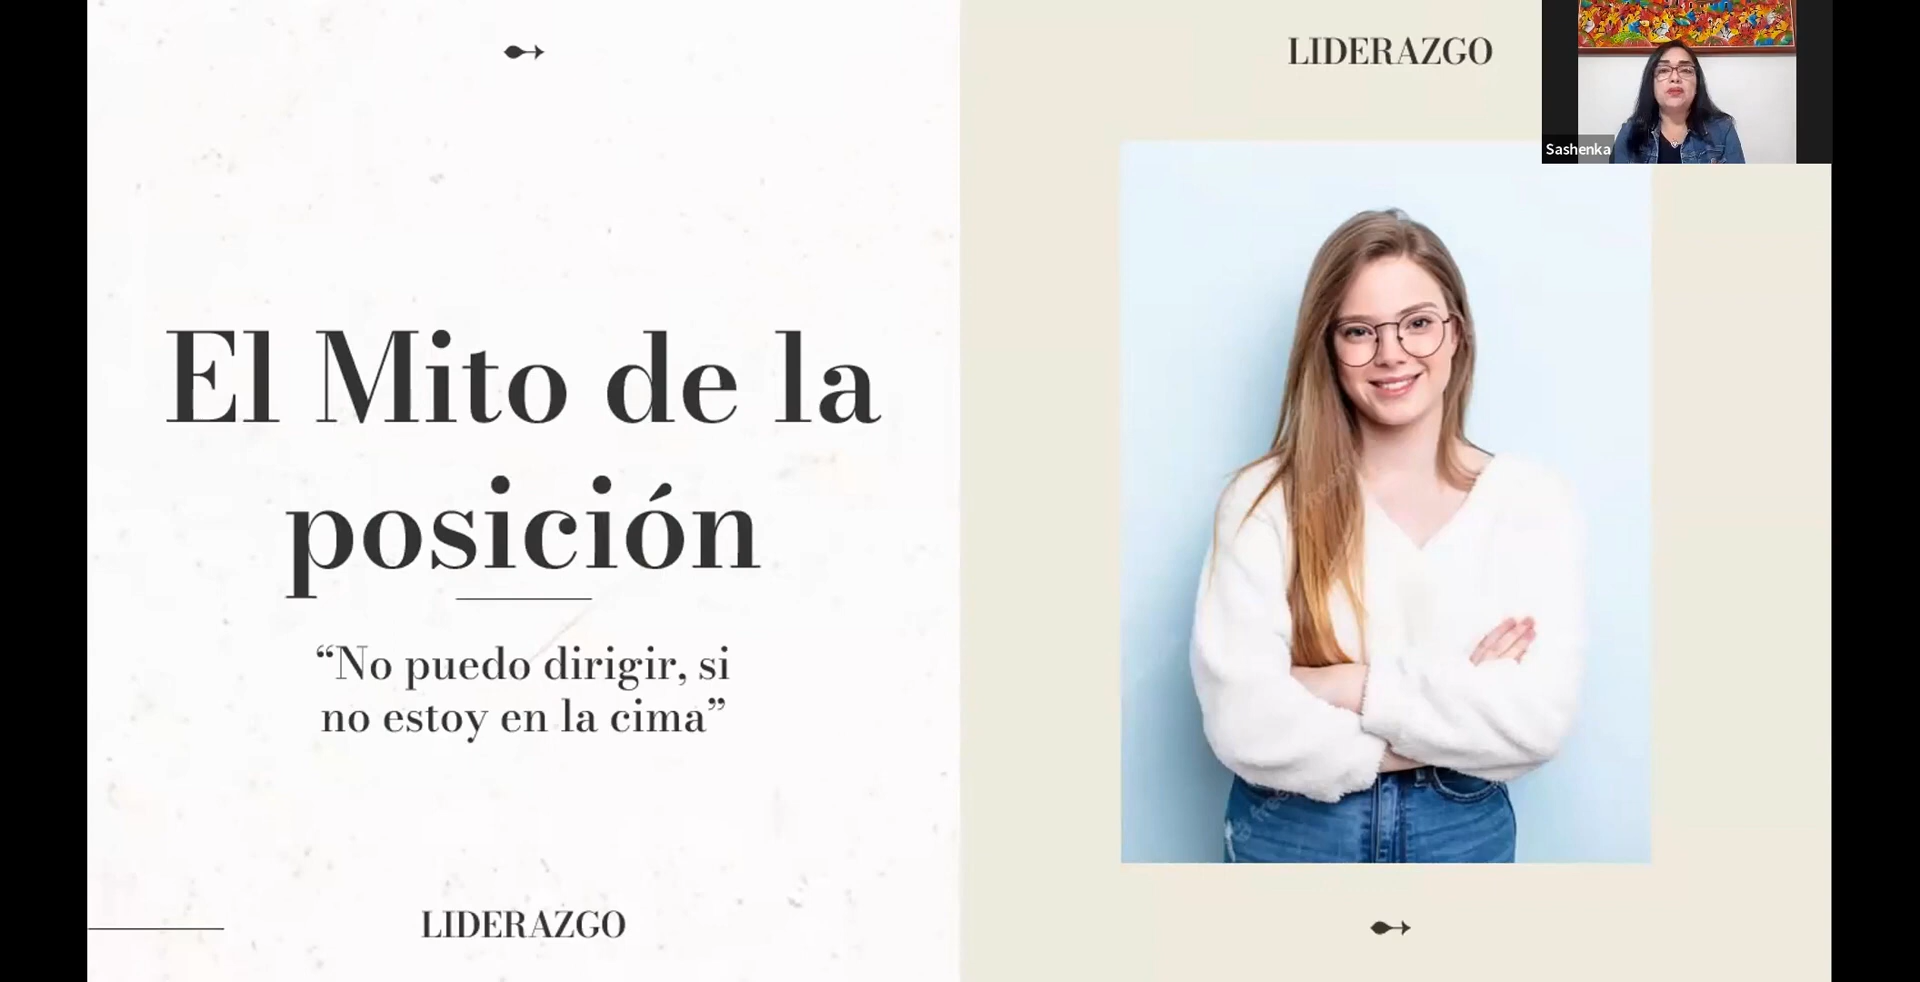 El Mito de la
posición
“No puedo dirigir, si
no estoy en la cima”
LIDERAZGO
LIDERAZGO
Sashenka